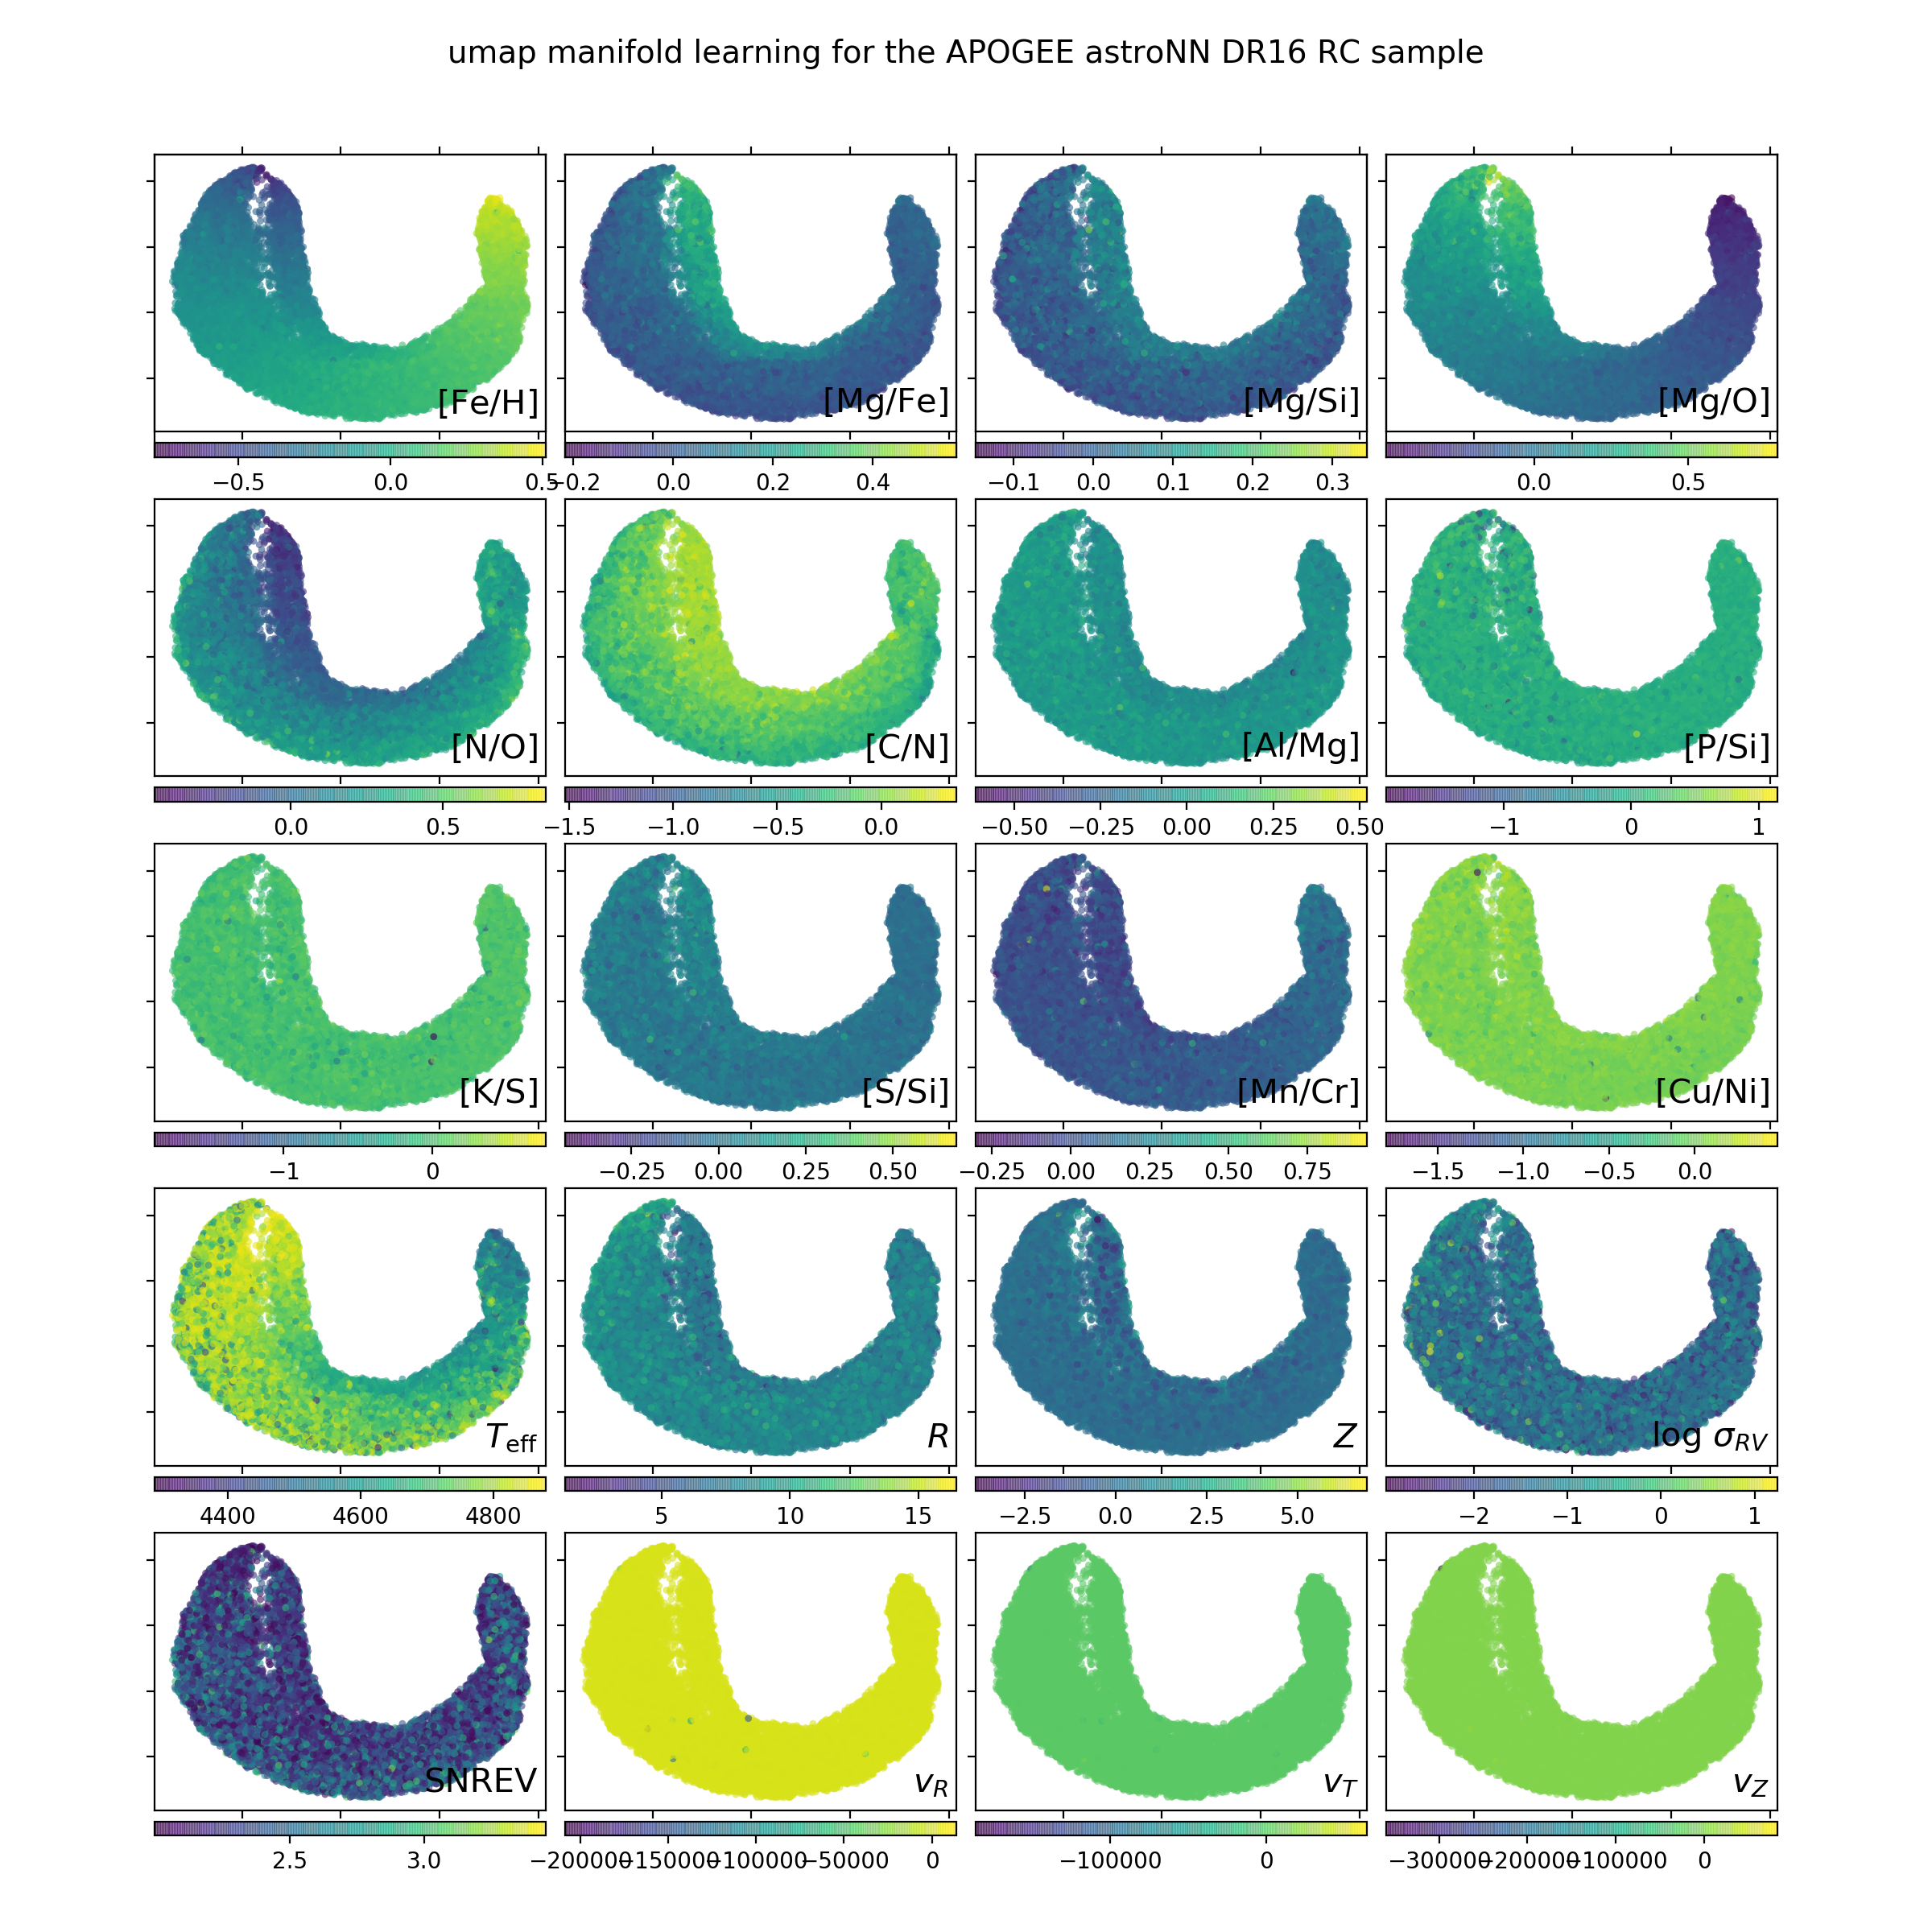 umap manifold learning for the APOGEE astroNN DR16 RC sample
[Fe/H] [Mg/Fe] [Mg/Si] [Mg/O]
−0.5 0.0 0.5 −0.2 0.0 0.2 0.4 −0.1 0.0 0.1 0.2 0.3 0.0 0.5
[N/O] [C/N] [Al/Mg] [P/Si]
0.0 0.5 −1.5 −1.0 −0.5 0.0 −0.50 −0.25 0.00 0.25 0.50 −1 0 1
[K/S] [S/Si] [Mn/Cr] [Cu/Ni]
−1 0 −0.25 0.00 0.25 0.50 −0.25 0.00 0.25 0.50 0.75 −1.5 −1.0 −0.5 0.0
T_eff R Z log σ_RV
4400 4600 4800 5 10 15 −2.5 0.0 2.5 5.0 −2 −1 0 1
SNREV v_R v_T v_Z
2.5 3.0 −200000 −150000 −100000 −50000 0 −100000 0 −300000 −200000 −100000 0